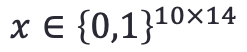 x ∈ {0,1}^{10×14}